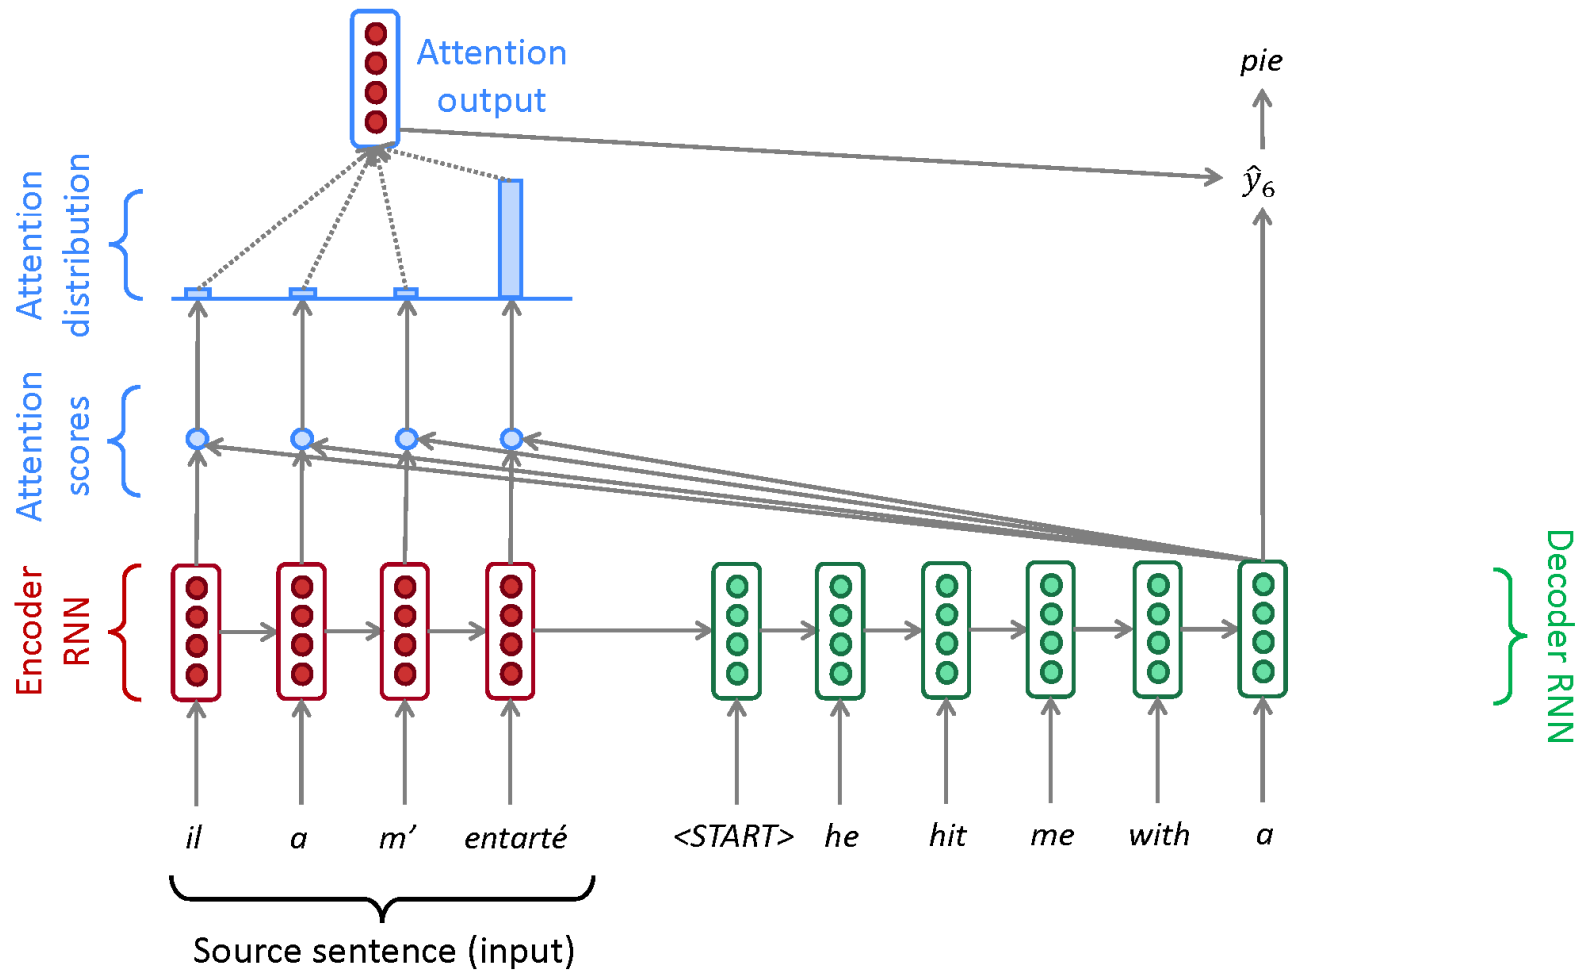 Attention
output
pie
ŷ₆
Attention
distribution
Attention
scores
Encoder
RNN
Decoder RNN
il a m’ entarté <START> he hit me with a
Source sentence (input)